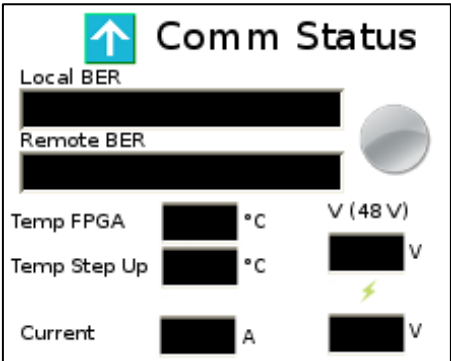 Comm Status
Local BER
Remote BER
Temp FPGA °C V (48 V)
Temp Step Up °C V
Current A V